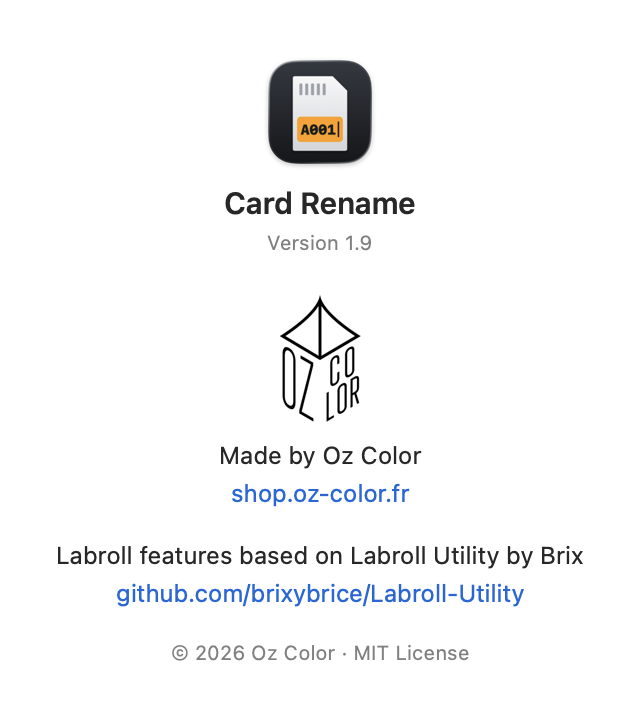 A001
Card Rename
Version 1.9
OZ
CO
LOR
Made by Oz Color
shop.oz-color.fr
Labroll features based on Labroll Utility by Brix
github.com/brixybrice/Labroll-Utility
© 2026 Oz Color · MIT License